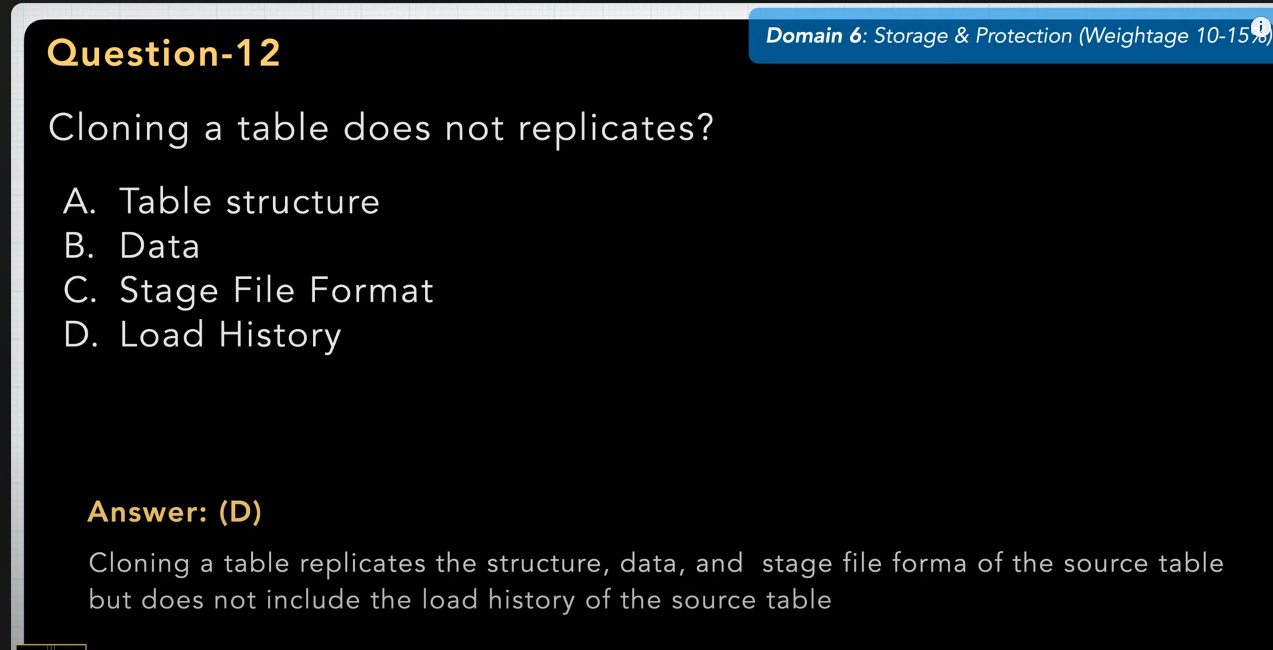 Question-12
Domain 6: Storage & Protection (Weightage 10-15%)
Cloning a table does not replicates?
A. Table structure
B. Data
C. Stage File Format
D. Load History
Answer: (D)
Cloning a table replicates the structure, data, and stage file forma of the source table
but does not include the load history of the source table